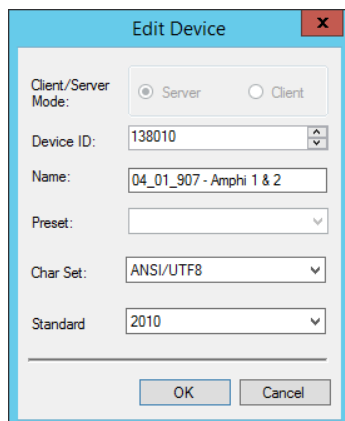 Edit Device
x
Client/Server
Mode:
Server
Client
Device ID:
138010
Name:
04_01_907 - Amphi 1 & 2
Preset:
Char Set:
ANSI/UTF8
Standard
2010
OK
Cancel